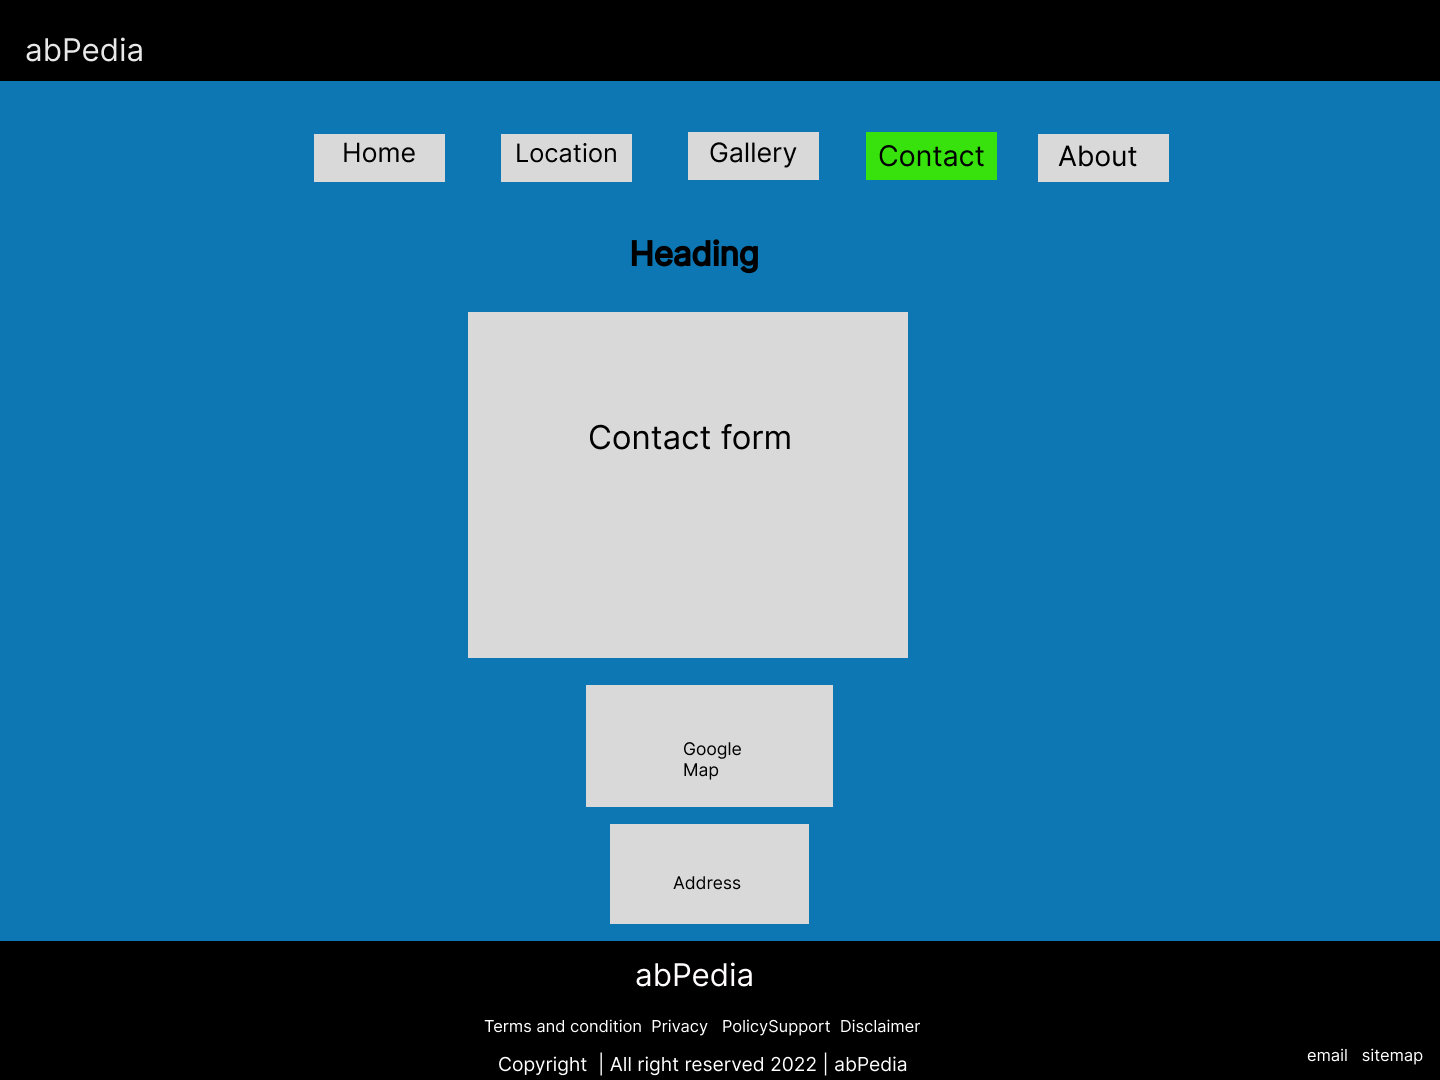 abPedia
Home Location Gallery Contact About
Heading
Contact form
Google
Map
Address
abPedia
Terms and condition Privacy PolicySupport Disclaimer
Copyright | All right reserved 2022 | abPedia
email sitemap